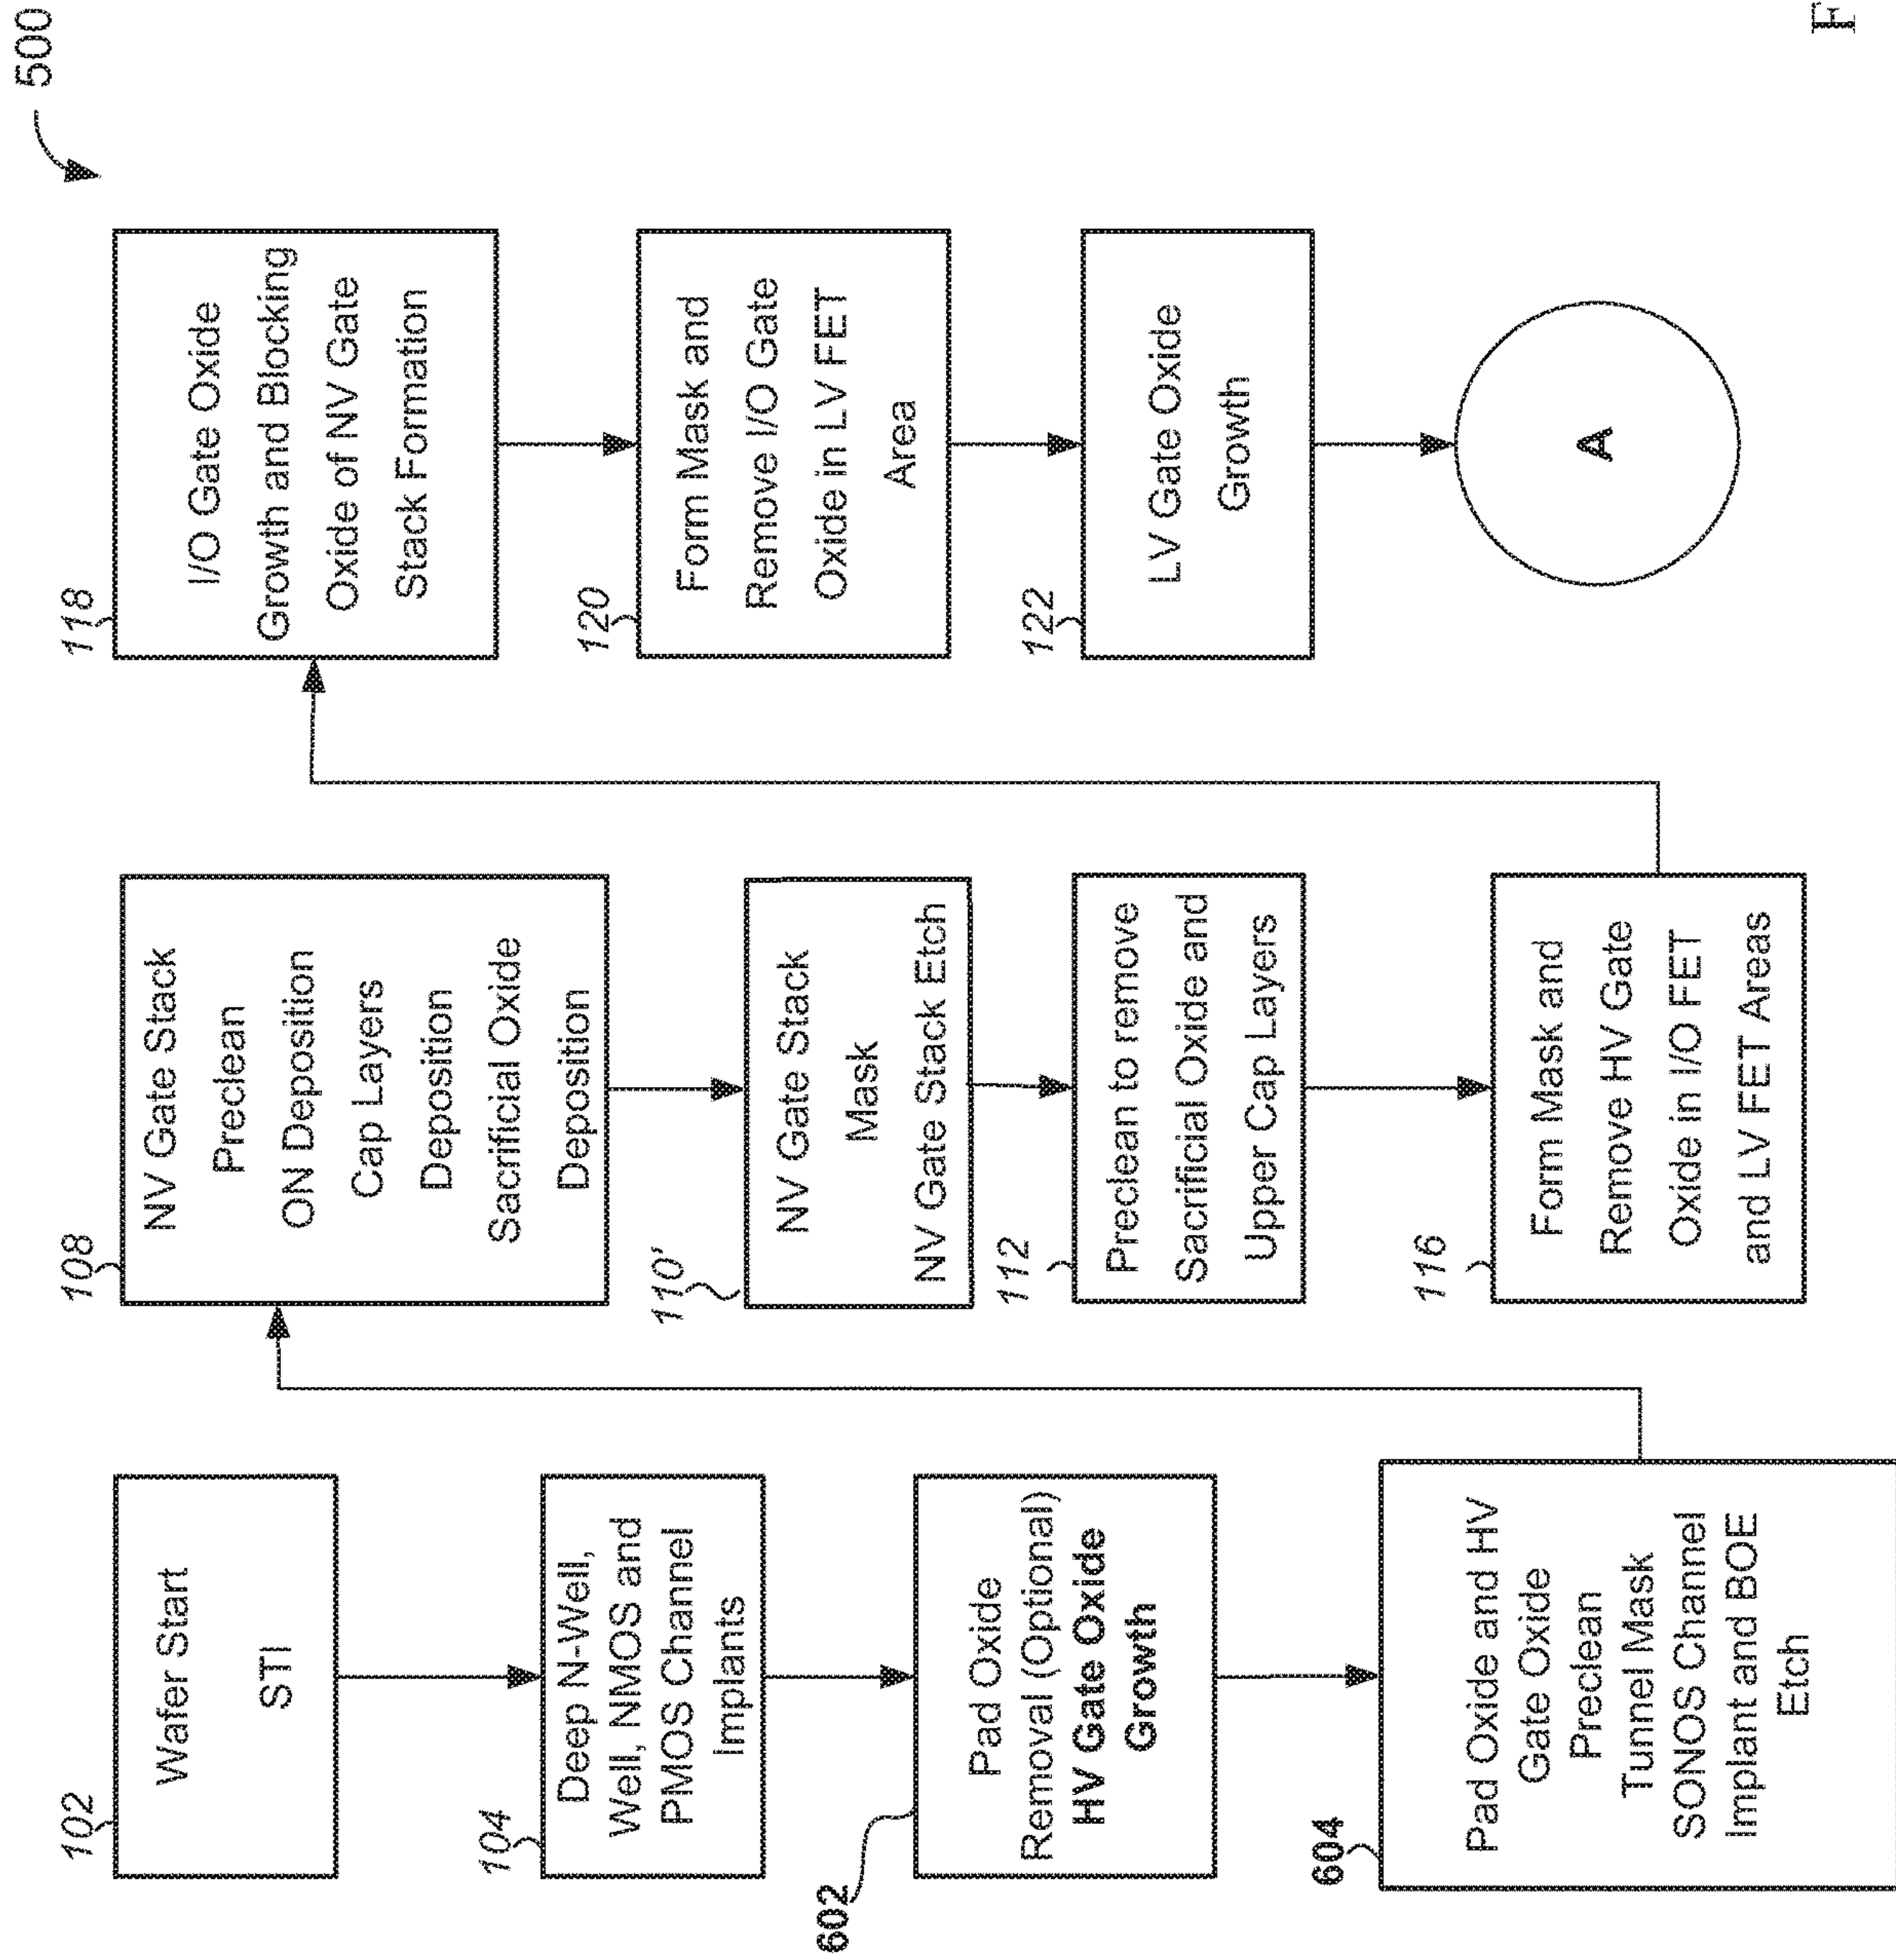 500
102
Wafer Start
STI
104
Deep N-Well,
Well, NMOS and
PMOS Channel
Implants
602
Pad Oxide
Removal (Optional)
HV Gate Oxide
Growth
604
Pad Oxide and HV
Gate Oxide
Preclean
Tunnel Mask
SONOS Channel
Implant and BOE
Etch
108
NV Gate Stack
Preclean
ON Deposition
Cap Layers
Deposition
Sacrificial Oxide
Deposition
110'
NV Gate Stack
Mask
NV Gate Stack Etch
112
Preclean to remove
Sacrificial Oxide and
Upper Cap Layers
116
Form Mask and
Remove HV Gate
Oxide in I/O FET
and LV FET Areas
118
I/O Gate Oxide
Growth and Blocking
Oxide of NV Gate
Stack Formation
120
Form Mask and
Remove I/O Gate
Oxide in LV FET
Area
122
LV Gate Oxide
Growth
A